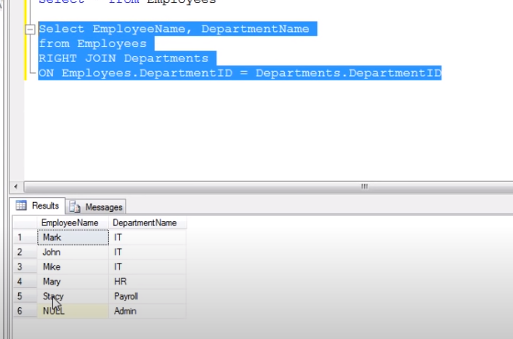 Select from Employees
Select EmployeeName, DepartmentName
from Employees
RIGHT JOIN Departments
ON Employees.DepartmentID = Departments.DepartmentID
Results Messages
EmployeeName DepartmentName
1 Mark IT
2 John IT
3 Mike IT
4 Mary HR
5 Stacy Payroll
6 NULL Admin